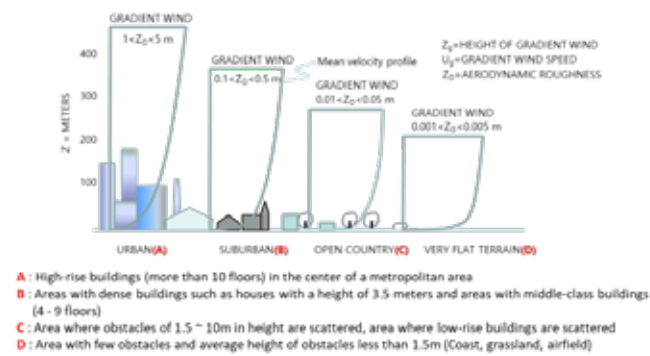 GRADIENT WIND
1<Z₀<5 m
GRADIENT WIND
0.1<Z₀<0.5 m
Mean velocity profile
GRADIENT WIND
0.01<Z₀<0.05 m
GRADIENT WIND
0.001<Z₀<0.005 m
Zg=HEIGHT OF GRADIENT WIND
Ug=GRADIENT WIND SPEED
Z₀=AERODYNAMIC ROUGHNESS
Z = METERS
400
300
200
100
URBAN(A) SUBURBAN(B) OPEN COUNTRY(C) VERY FLAT TERRAIN(D)
A : High-rise buildings (more than 10 floors) in the center of a metropolitan area
B : Areas with dense buildings such as houses with a height of 3.5 meters and areas with middle-class buildings
(4 - 9 floors)
C : Area where obstacles of 1.5 ~ 10m in height are scattered, area where low-rise buildings are scattered
D : Area with few obstacles and average height of obstacles less than 1.5m (Coast, grassland, airfield)